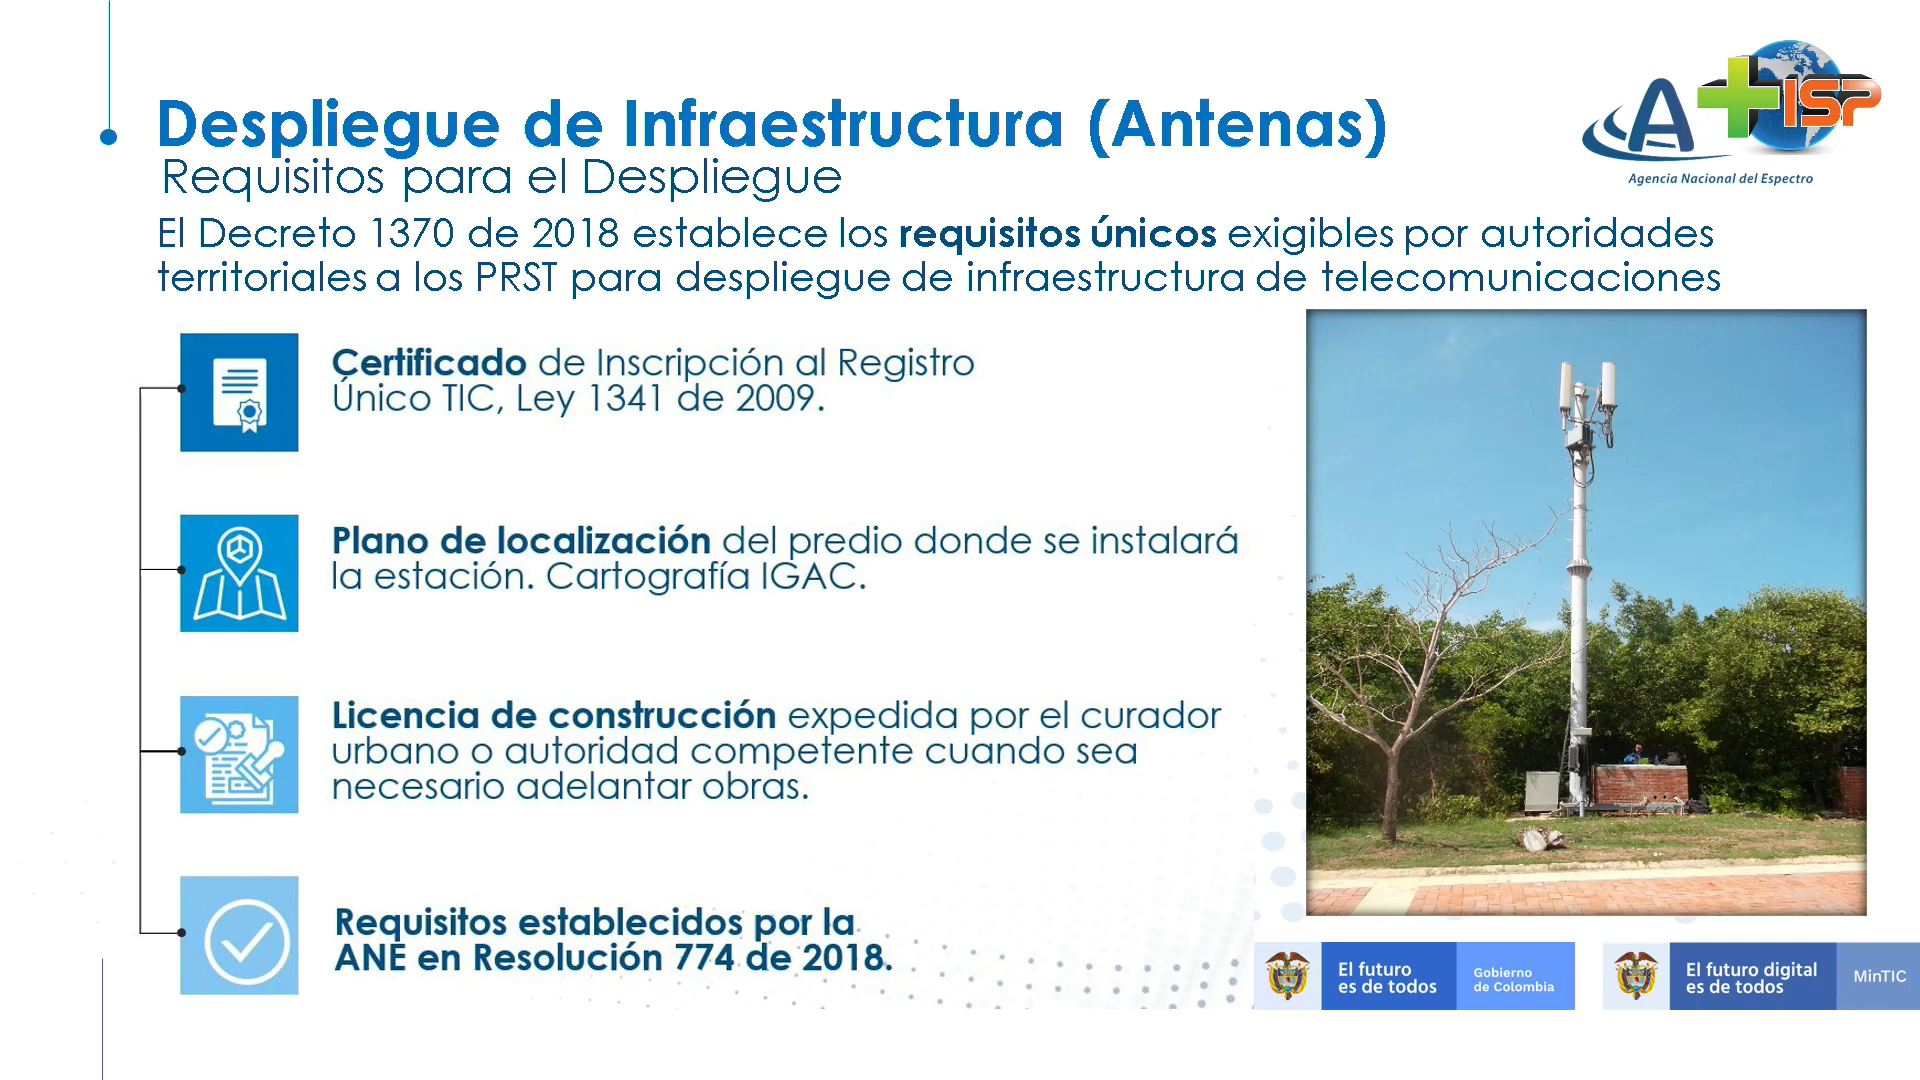 Despliegue de Infraestructura (Antenas)
Requisitos para el Despliegue
El Decreto 1370 de 2018 establece los requisitos únicos exigibles por autoridades
territoriales a los PRST para despliegue de infraestructura de telecomunicaciones
A
ISP
Agencia Nacional del Espectro
Certificado de Inscripción al Registro
Único TIC, Ley 1341 de 2009.
Plano de localización del predio donde se instalará
la estación. Cartografía IGAC.
Licencia de construcción expedida por el curador
urbano o autoridad competente cuando sea
necesario adelantar obras.
Requisitos establecidos por la
ANE en Resolución 774 de 2018.
El futuro
es de todos
Gobierno
de Colombia
El futuro digital
es de todos
MinTIC